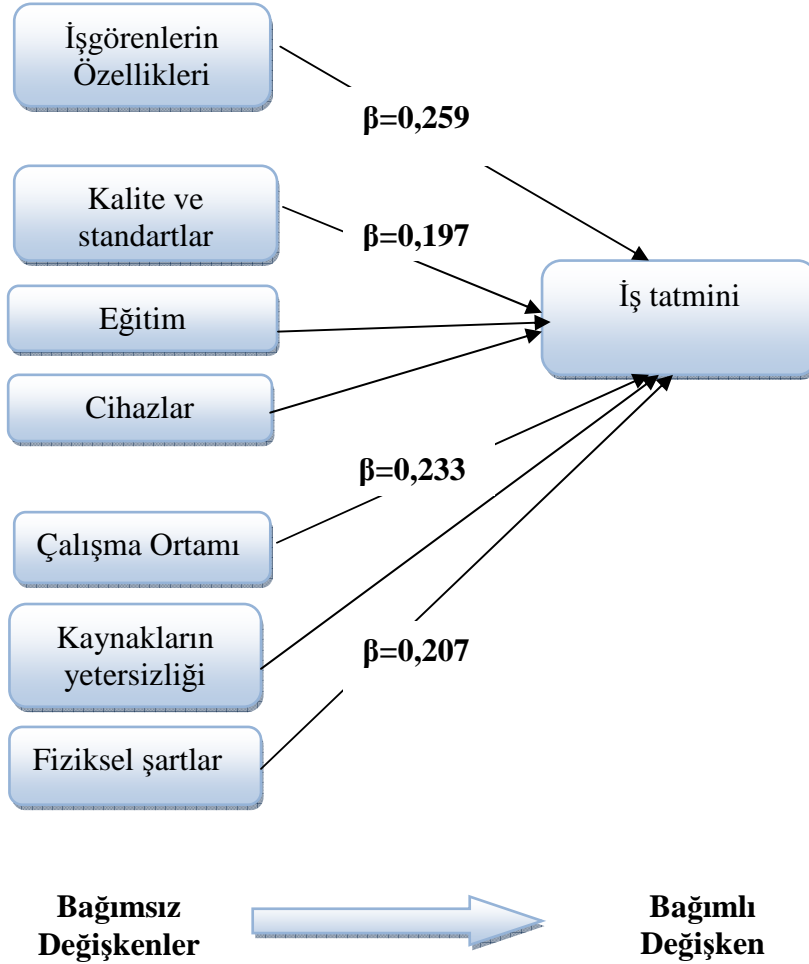 İşgörenlerin
Özellikleri
β=0,259
Kalite ve
standartlar
β=0,197
İş tatmini
Eğitim
Cihazlar
β=0,233
Çalışma Ortamı
Kaynakların
yetersizliği
β=0,207
Fiziksel şartlar
Bağımsız
Değişkenler
Bağımlı
Değişken